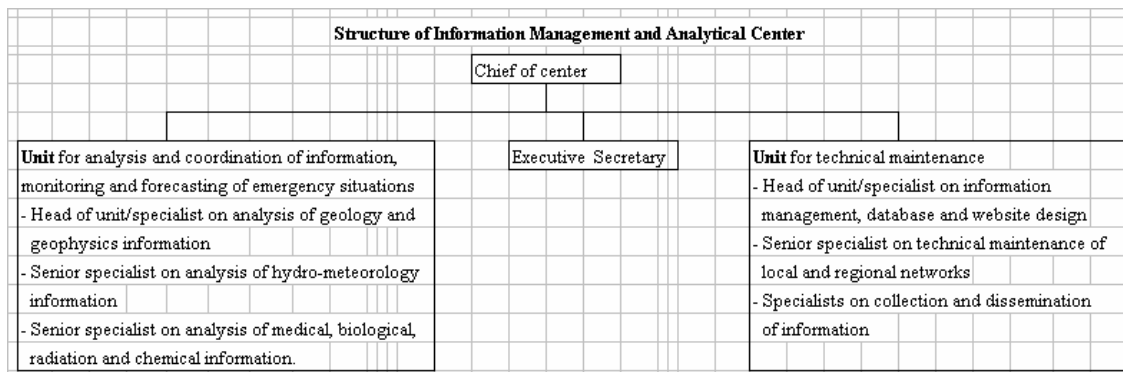 Structure of Information Management and Analytical Center
Chief of center
Unit for analysis and coordination of information,
monitoring and forecasting of emergency situations
- Head of unit/specialist on analysis of geology and
geophysics information
- Senior specialist on analysis of hydro-meteorology
information
- Senior specialist on analysis of medical, biological,
radiation and chemical information.
Executive Secretary
Unit for technical maintenance
- Head of unit/specialist on information
management, database and website design
- Senior specialist on technical maintenance of
local and regional networks
- Specialists on collection and dissemination
of information